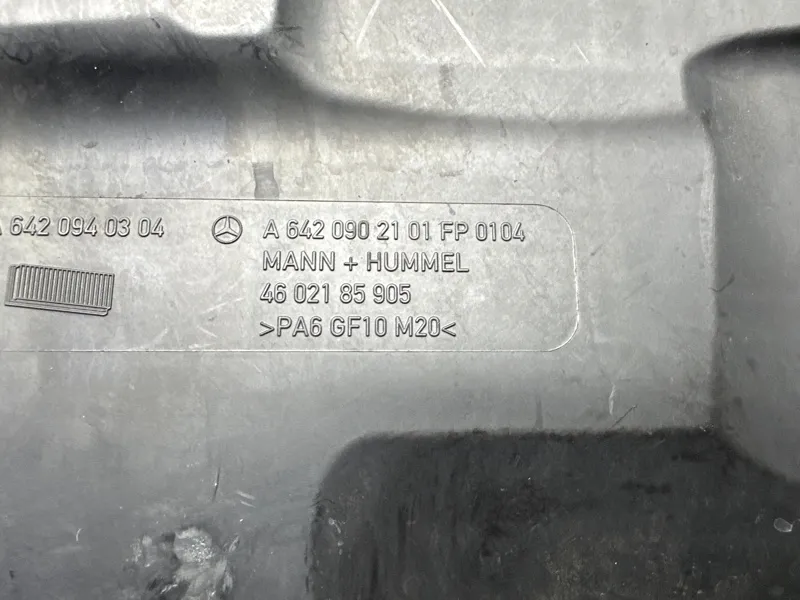 A 642 094 03 04
A 642 090 21 01 FP 0104
MANN + HUMMEL
46 021 85 905
>PA6 GF10 M20<